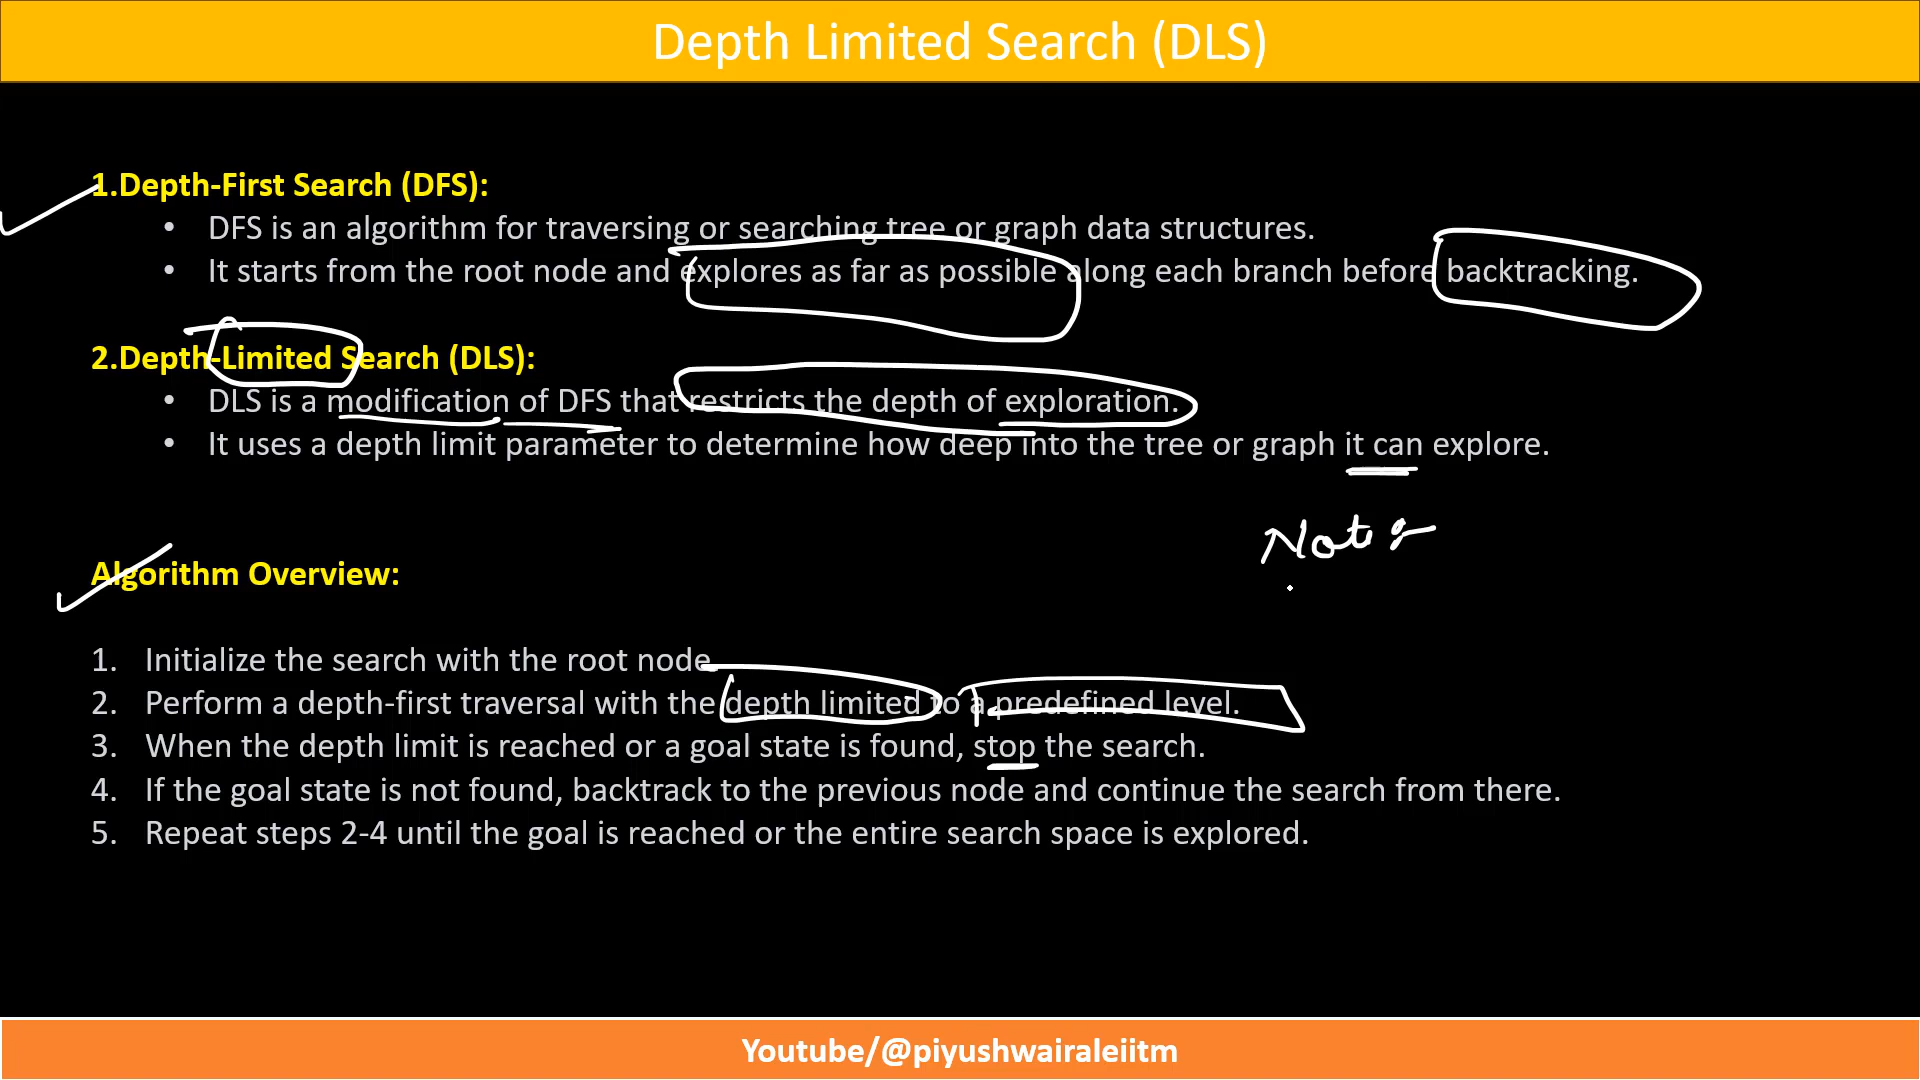 Depth Limited Search (DLS)
1.Depth-First Search (DFS):
• DFS is an algorithm for traversing or searching tree or graph data structures.
• It starts from the root node and explores as far as possible along each branch before backtracking.
2.Depth-Limited Search (DLS):
• DLS is a modification of DFS that restricts the depth of exploration.
• It uses a depth limit parameter to determine how deep into the tree or graph it can explore.
Algorithm Overview:
1. Initialize the search with the root node.
2. Perform a depth-first traversal with the depth limited to a predefined level.
3. When the depth limit is reached or a goal state is found, stop the search.
4. If the goal state is not found, backtrack to the previous node and continue the search from there.
5. Repeat steps 2-4 until the goal is reached or the entire search space is explored.
Youtube/@piyushwairaleiitm